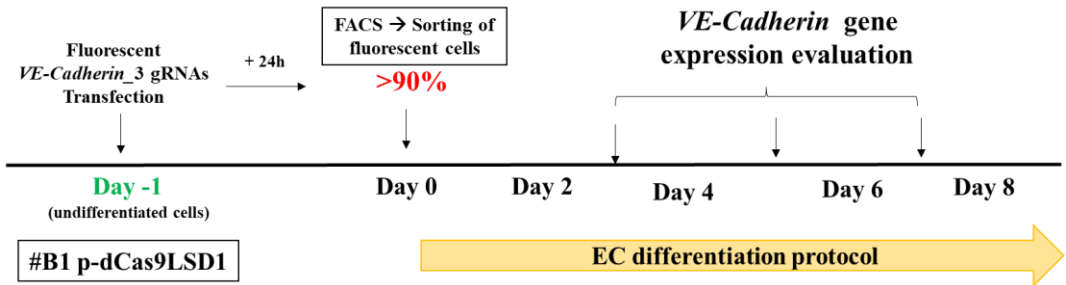 Fluorescent
VE-Cadherin_3 gRNAs
Transfection
+ 24h
FACS → Sorting of
fluorescent cells
>90%
VE-Cadherin gene
expression evaluation
Day -1
(undifferentiated cells)
Day 0
Day 2
Day 4
Day 6
Day 8
#B1 p-dCas9LSD1
EC differentiation protocol